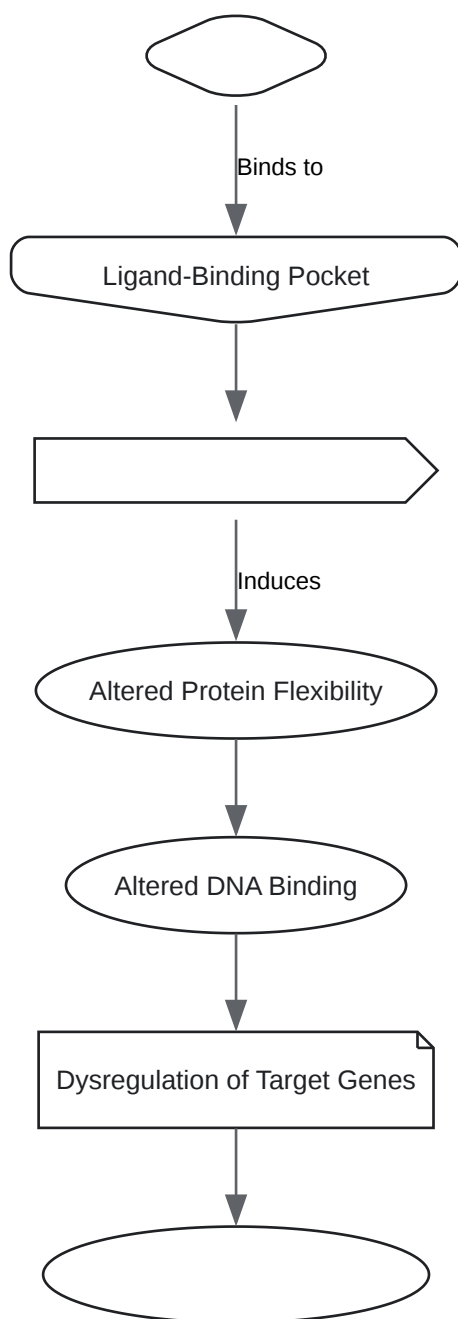 Binds to
Ligand-Binding Pocket
Induces
Altered Protein Flexibility
Altered DNA Binding
Dysregulation of Target Genes